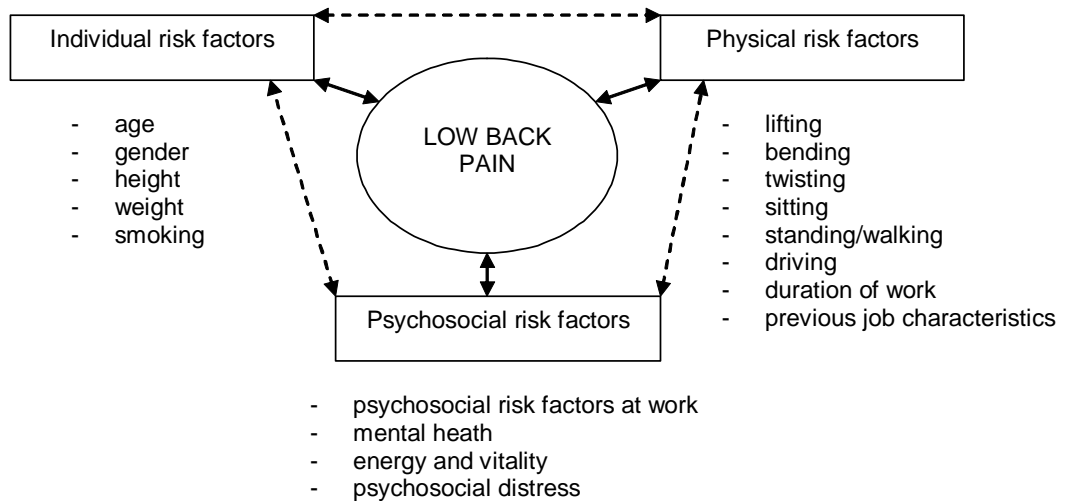 Individual risk factors
Physical risk factors
LOW BACK
PAIN
- age
- gender
- height
- weight
- smoking
- lifting
- bending
- twisting
- sitting
- standing/walking
- driving
- duration of work
- previous job characteristics
Psychosocial risk factors
- psychosocial risk factors at work
- mental heath
- energy and vitality
- psychosocial distress